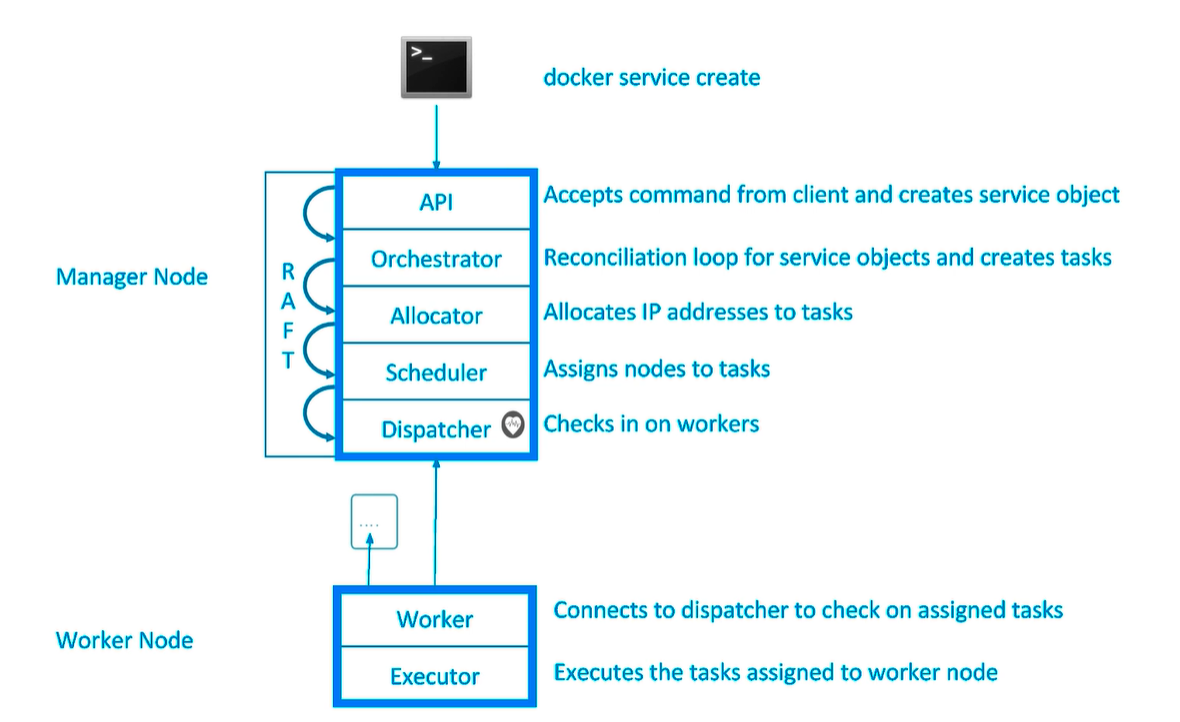 >_
docker service create
API
Accepts command from client and creates service object
Manager Node
R
A
F
T
Orchestrator
Reconciliation loop for service objects and creates tasks
Allocator
Allocates IP addresses to tasks
Scheduler
Assigns nodes to tasks
Dispatcher
Checks in on workers
....
Worker Node
Worker
Connects to dispatcher to check on assigned tasks
Executor
Executes the tasks assigned to worker node